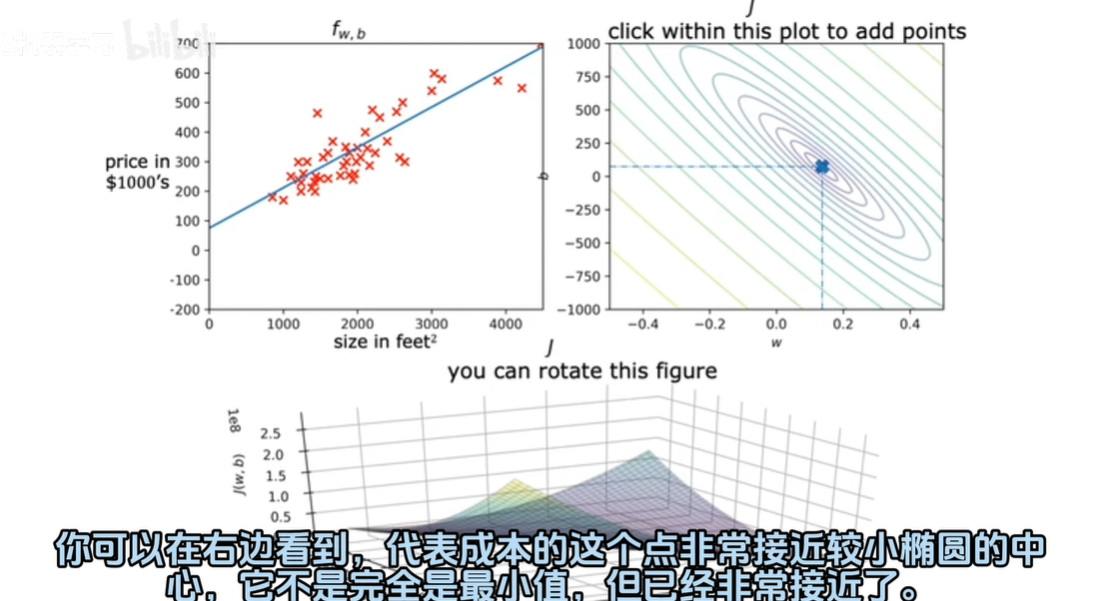 J
f w,b
click within this plot to add points
bilibili
700
600
500
400
300
200
100
0
-100
-200
price in
$1000's
0 1000 2000 3000 4000
size in feet²
1000
750
500
250
0
−250
−500
−750
−1000
b
−0.4 −0.2 0.0 0.2 0.4
w
J
you can rotate this figure
1e8
J(w,b)
2.5
2.0
1.5
1.0
0.5
你可以在右边看到，代表成本的这个点非常接近较小椭圆的中
心，它不是完全是最小值，但已经非常接近了。